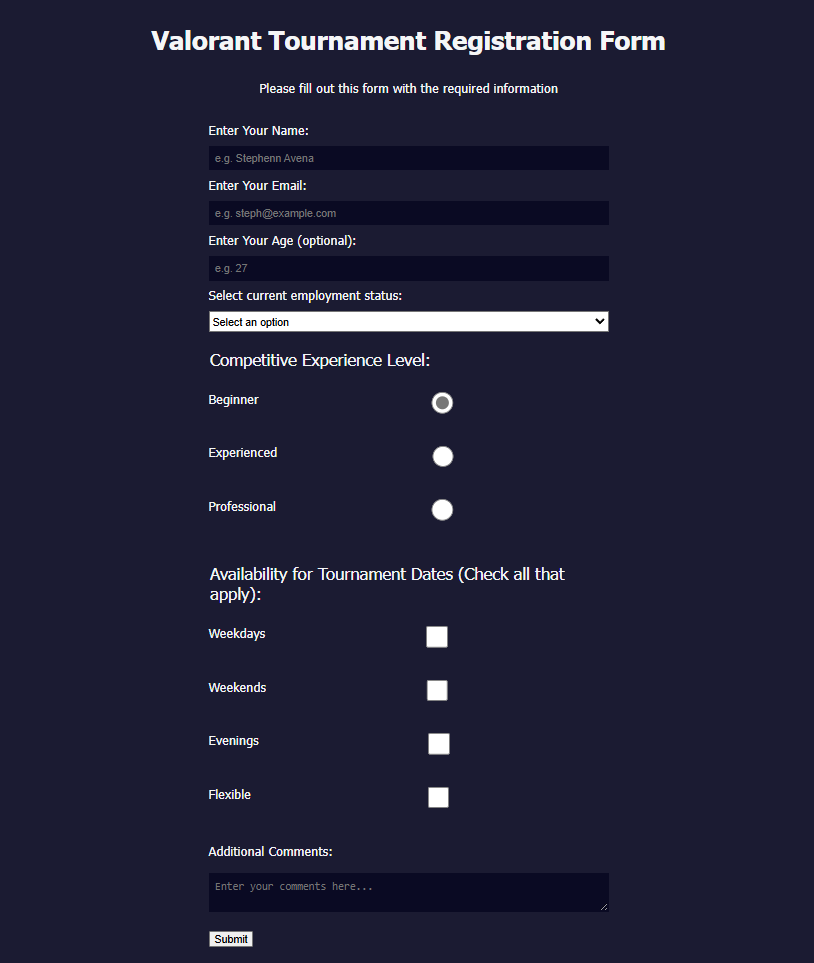 Valorant Tournament Registration Form
Please fill out this form with the required information
Enter Your Name:
e.g. Stephenn Avena
Enter Your Email:
e.g. steph@example.com
Enter Your Age (optional):
e.g. 27
Select current employment status:
Select an option
Competitive Experience Level:
Beginner
Experienced
Professional
Availability for Tournament Dates (Check all that
apply):
Weekdays
Weekends
Evenings
Flexible
Additional Comments:
Enter your comments here...
Submit